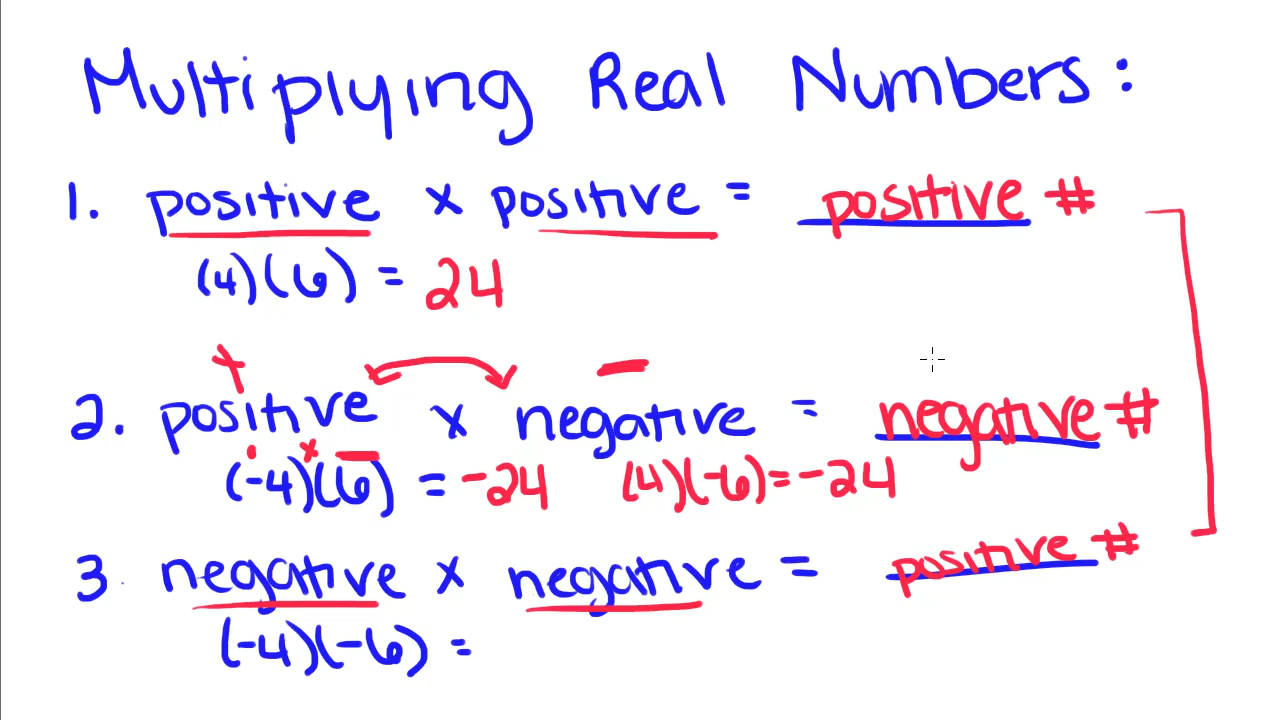 Multiplying Real Numbers:
1. positive x positive = positive #
(4)(6) = 24
+ −
2. positive x negative = negative #
(-4)(6) = -24 (4)(-6) = -24
3. negative x negative = positive #
(-4)(-6) =